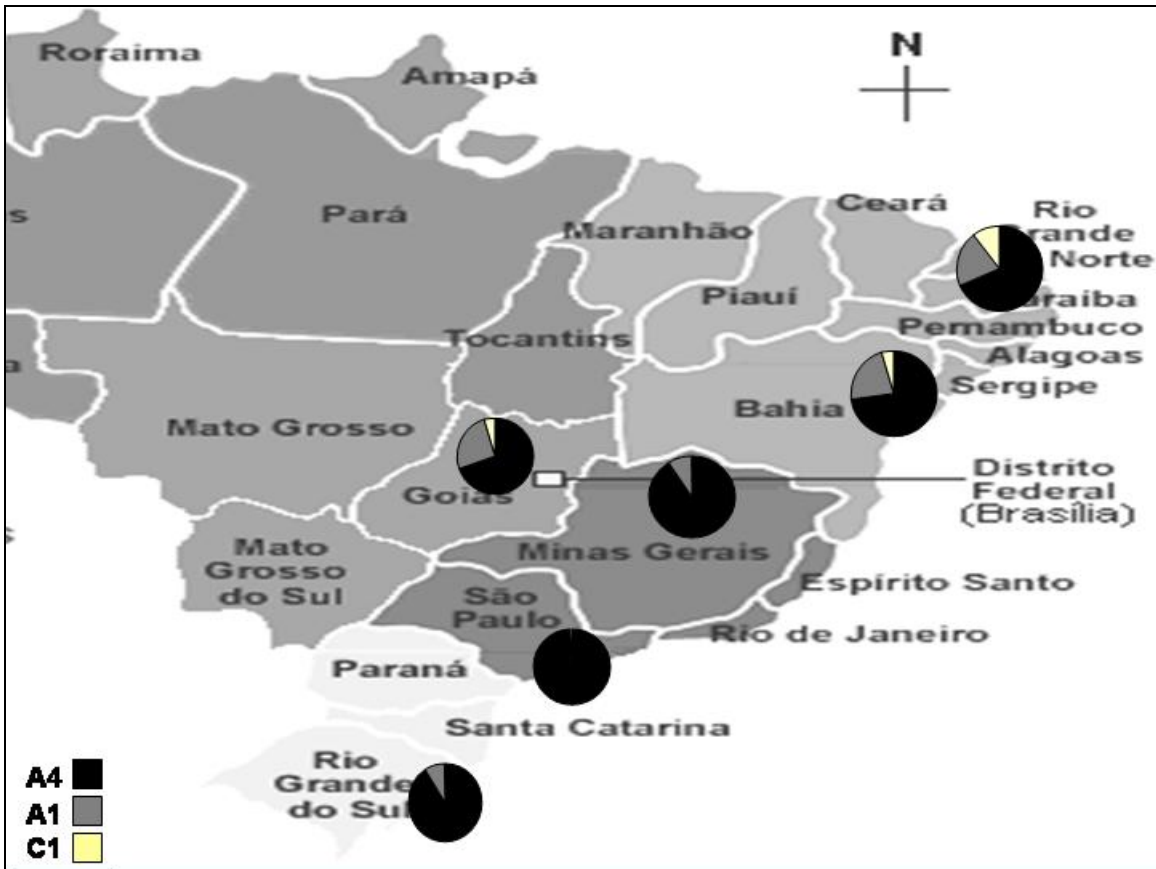 Roraima
Amapá
N
s
Pará
Maranhão
Ceará
Rio
Grande
Norte
Piauí
Paraíba
Pernambuco
Tocantins
Alagoas
a
Sergipe
Bahia
Mato Grosso
Distrito
Federal
(Brasília)
Goiás
Minas Gerais
Mato
Grosso
do Sul
s
Espírito Santo
São
Paulo
Rio de Janeiro
Paraná
Santa Catarina
Rio
Grande
do Sul
A4
A1
C1